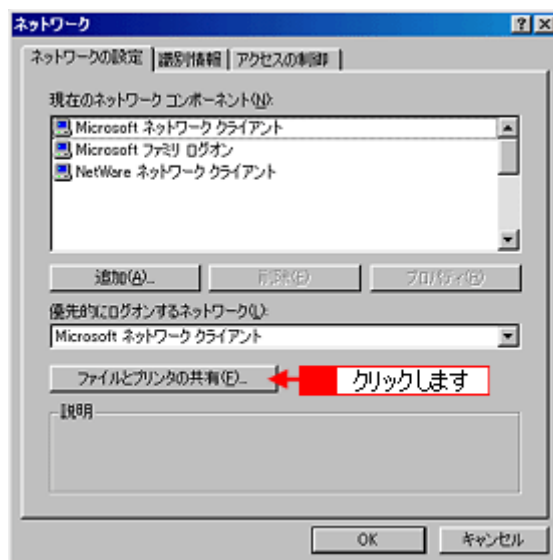 ネットワーク
ネットワークの設定 識別情報 アクセスの制御
現在のネットワーク コンポーネント(N):
Microsoft ネットワーク クライアント
Microsoft ファミリ ログオン
NetWare ネットワーク クライアント
追加(A)... 削除(E) プロパティ(R)
優先的にログオンするネットワーク(L):
Microsoft ネットワーク クライアント
ファイルとプリンタの共有(F)... クリックします
説明
OK キャンセル